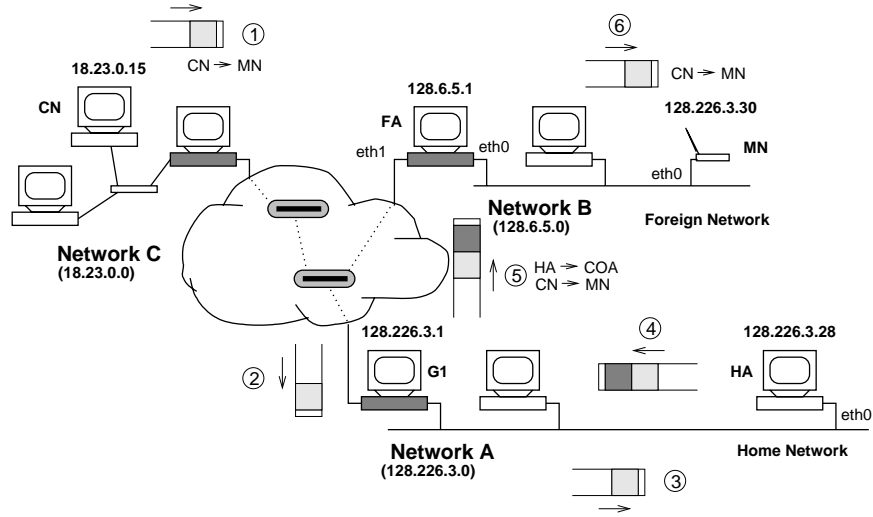 1
CN → MN
18.23.0.15
CN
Network C
(18.23.0.0)
6
CN → MN
128.6.5.1
FA
eth1
eth0
128.226.3.30
MN
eth0
Network B
(128.6.5.0)
Foreign Network
5
HA → COA
CN → MN
2
128.226.3.1
G1
4
128.226.3.28
HA
eth0
Network A
(128.226.3.0)
Home Network
3